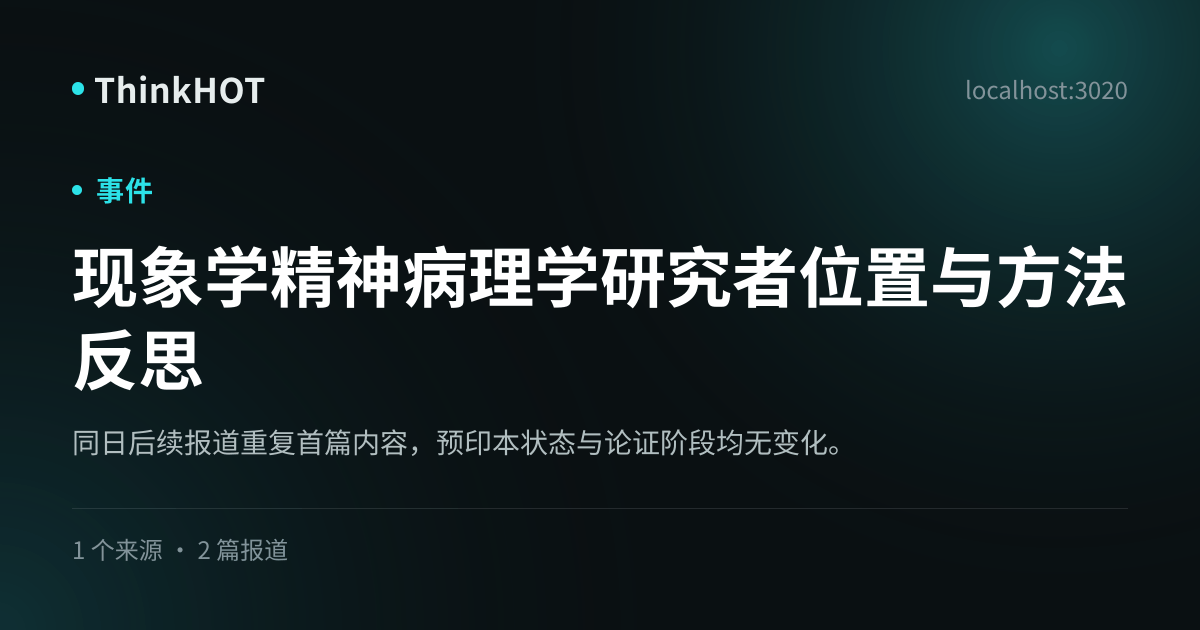 ThinkHOT
localhost:3020
事件
现象学精神病理学研究者位置与方法
反思
同日后续报道重复首篇内容，预印本状态与论证阶段均无变化。
1 个来源 · 2 篇报道